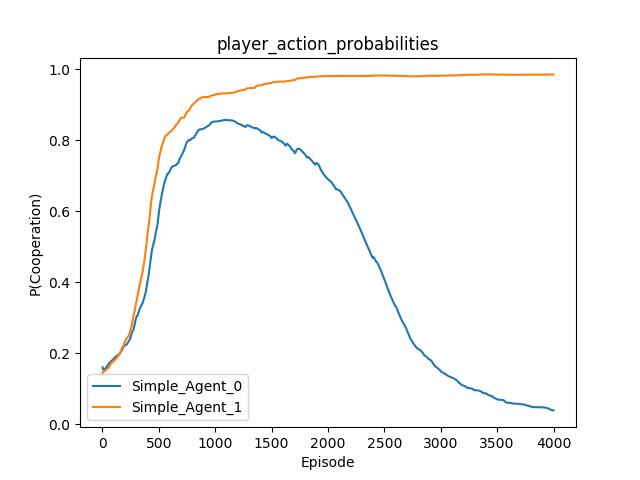 player_action_probabilities
P(Cooperation)
1.0
0.8
0.6
0.4
0.2
0.0
Simple_Agent_0
Simple_Agent_1
0 500 1000 1500 2000 2500 3000 3500 4000
Episode